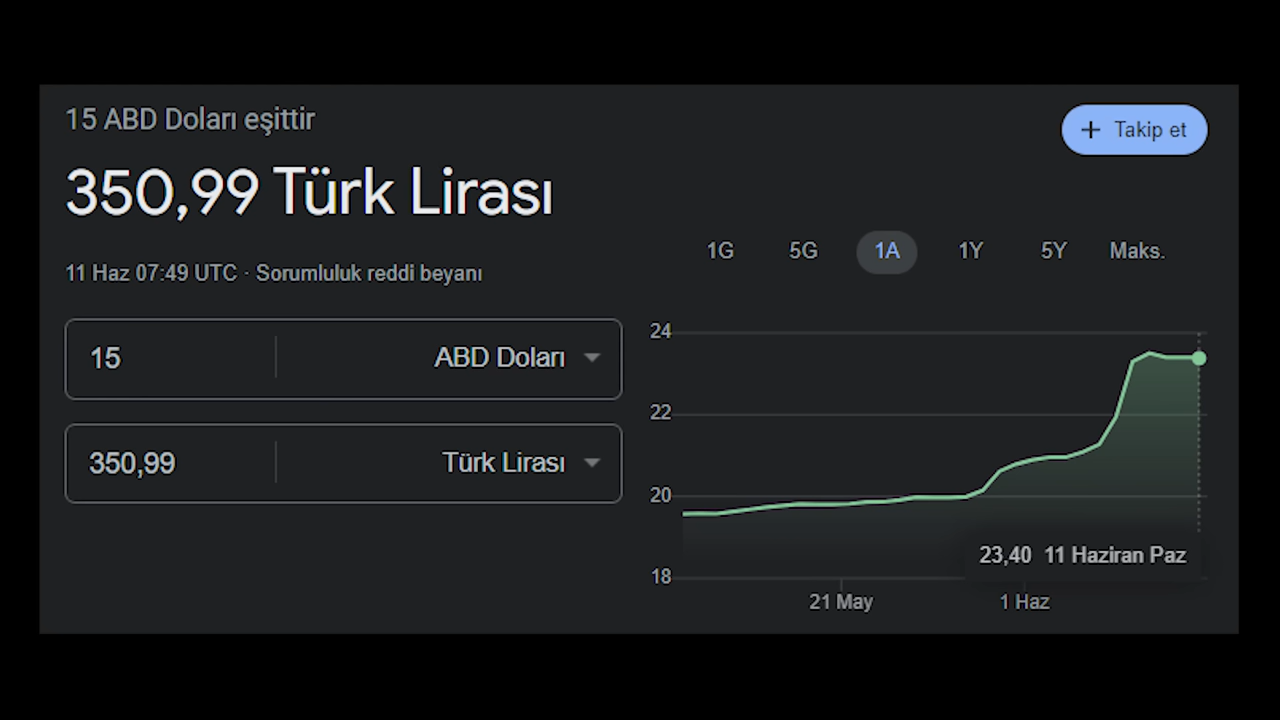 15 ABD Doları eşittir
+ Takip et
350,99 Türk Lirası
11 Haz 07:49 UTC · Sorumluluk reddi beyanı
1G 5G 1A 1Y 5Y Maks.
15 ABD Doları
350,99 Türk Lirası
24
22
20
18
23,40 11 Haziran Paz
21 May 1 Haz